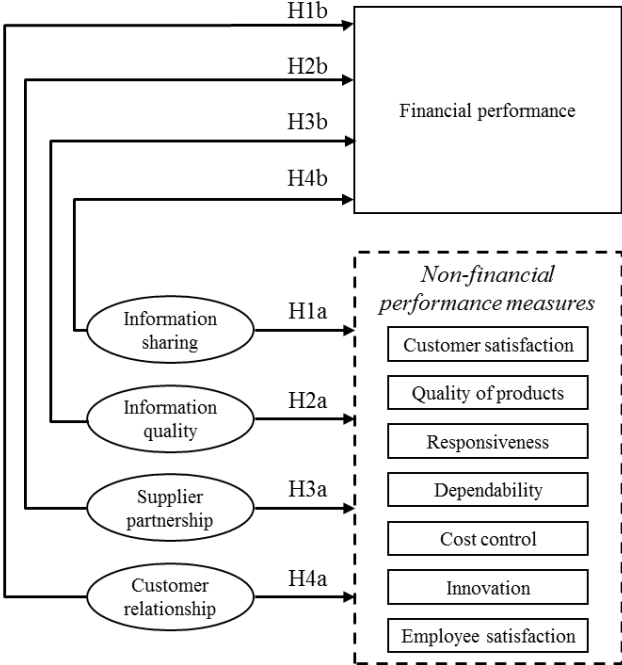 H1b
H2b
H3b
H4b
Financial performance
Non-financial
performance measures
Information
sharing
H1a
Customer satisfaction
Quality of products
Information
quality
H2a
Responsiveness
Supplier
partnership
H3a
Dependability
Cost control
Customer
relationship
H4a
Innovation
Employee satisfaction